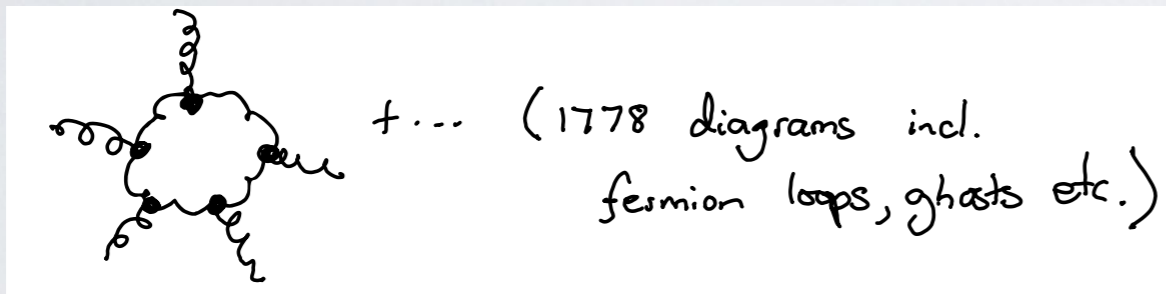 + ... (1778 diagrams incl.
fermion loops, ghosts etc.)